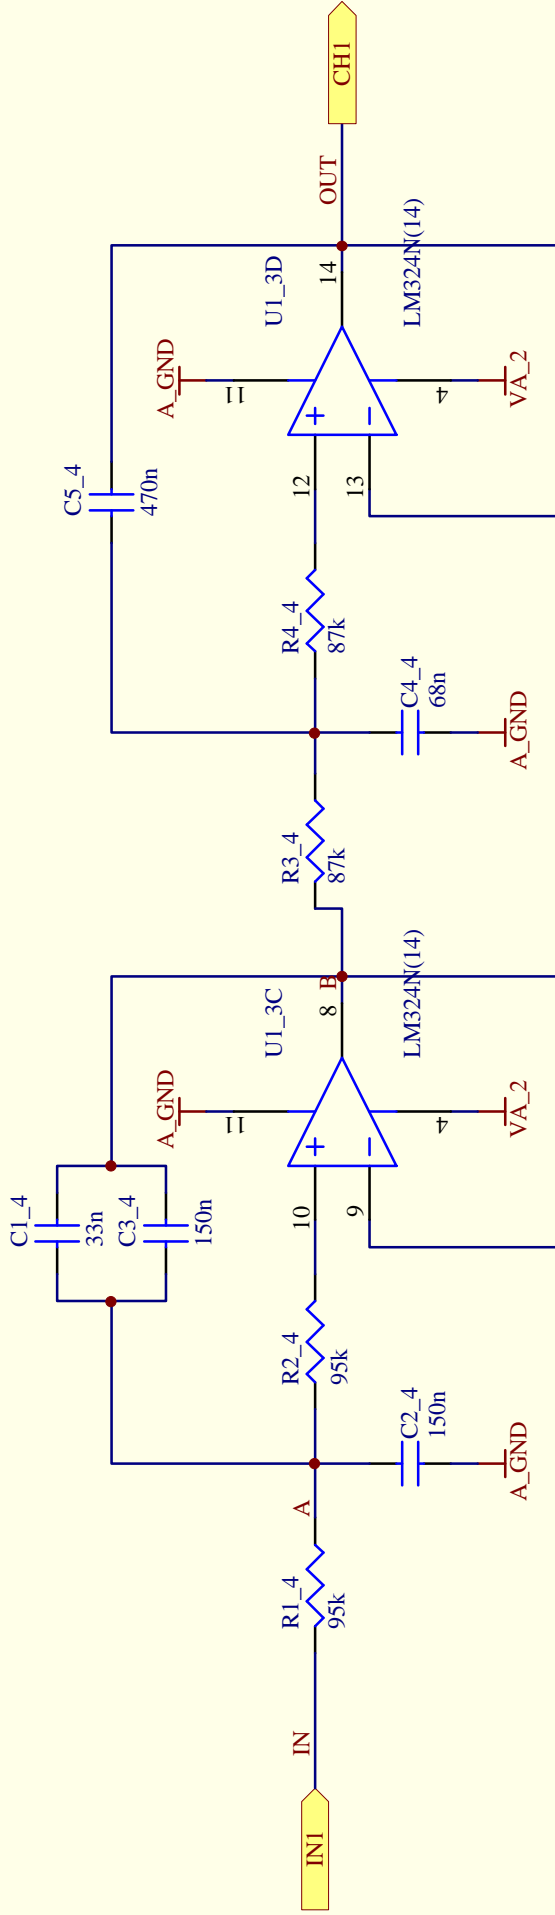 CH1
OUT
14
U1_3D
LM324N(14)
A_GND
11
4
VA_2
+
−
12
13
C5_4
470n
R4_4
87k
C4_4
68n
A_GND
R3_4
87k
B
8
U1_3C
LM324N(14)
A_GND
11
4
VA_2
+
−
10
9
C1_4
33n
C3_4
150n
R2_4
95k
C2_4
150n
A_GND
A
R1_4
95k
IN
IN1